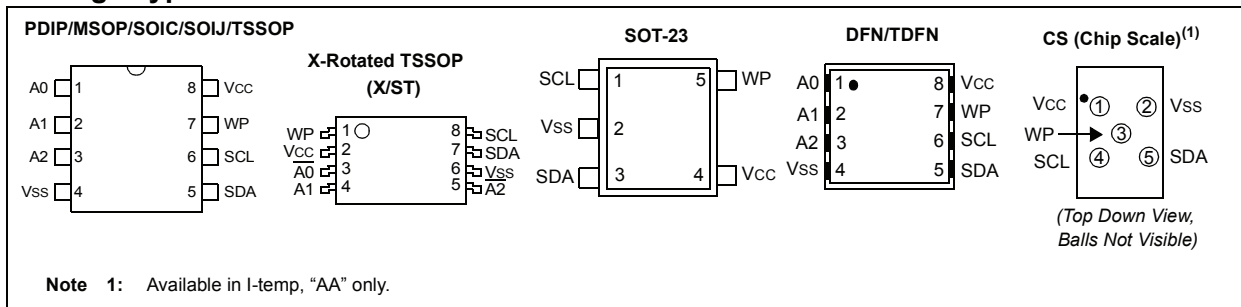 PDIP/MSOP/SOIC/SOIJ/TSSOP
A0 1 8 VCC
A1 2 7 WP
A2 3 6 SCL
VSS 4 5 SDA
X-Rotated TSSOP
(X/ST)
WP 1 8 SCL
VCC 2 7 SDA
A0 3 6 VSS
A1 4 5 A2
SOT-23
SCL 1 5 WP
VSS 2
SDA 3 4 VCC
DFN/TDFN
A0 1 8 VCC
A1 2 7 WP
A2 3 6 SCL
VSS 4 5 SDA
CS (Chip Scale)(1)
VCC 1 2 VSS
WP 3
SCL 4 5 SDA
(Top Down View,
Balls Not Visible)
Note 1: Available in I-temp, “AA” only.